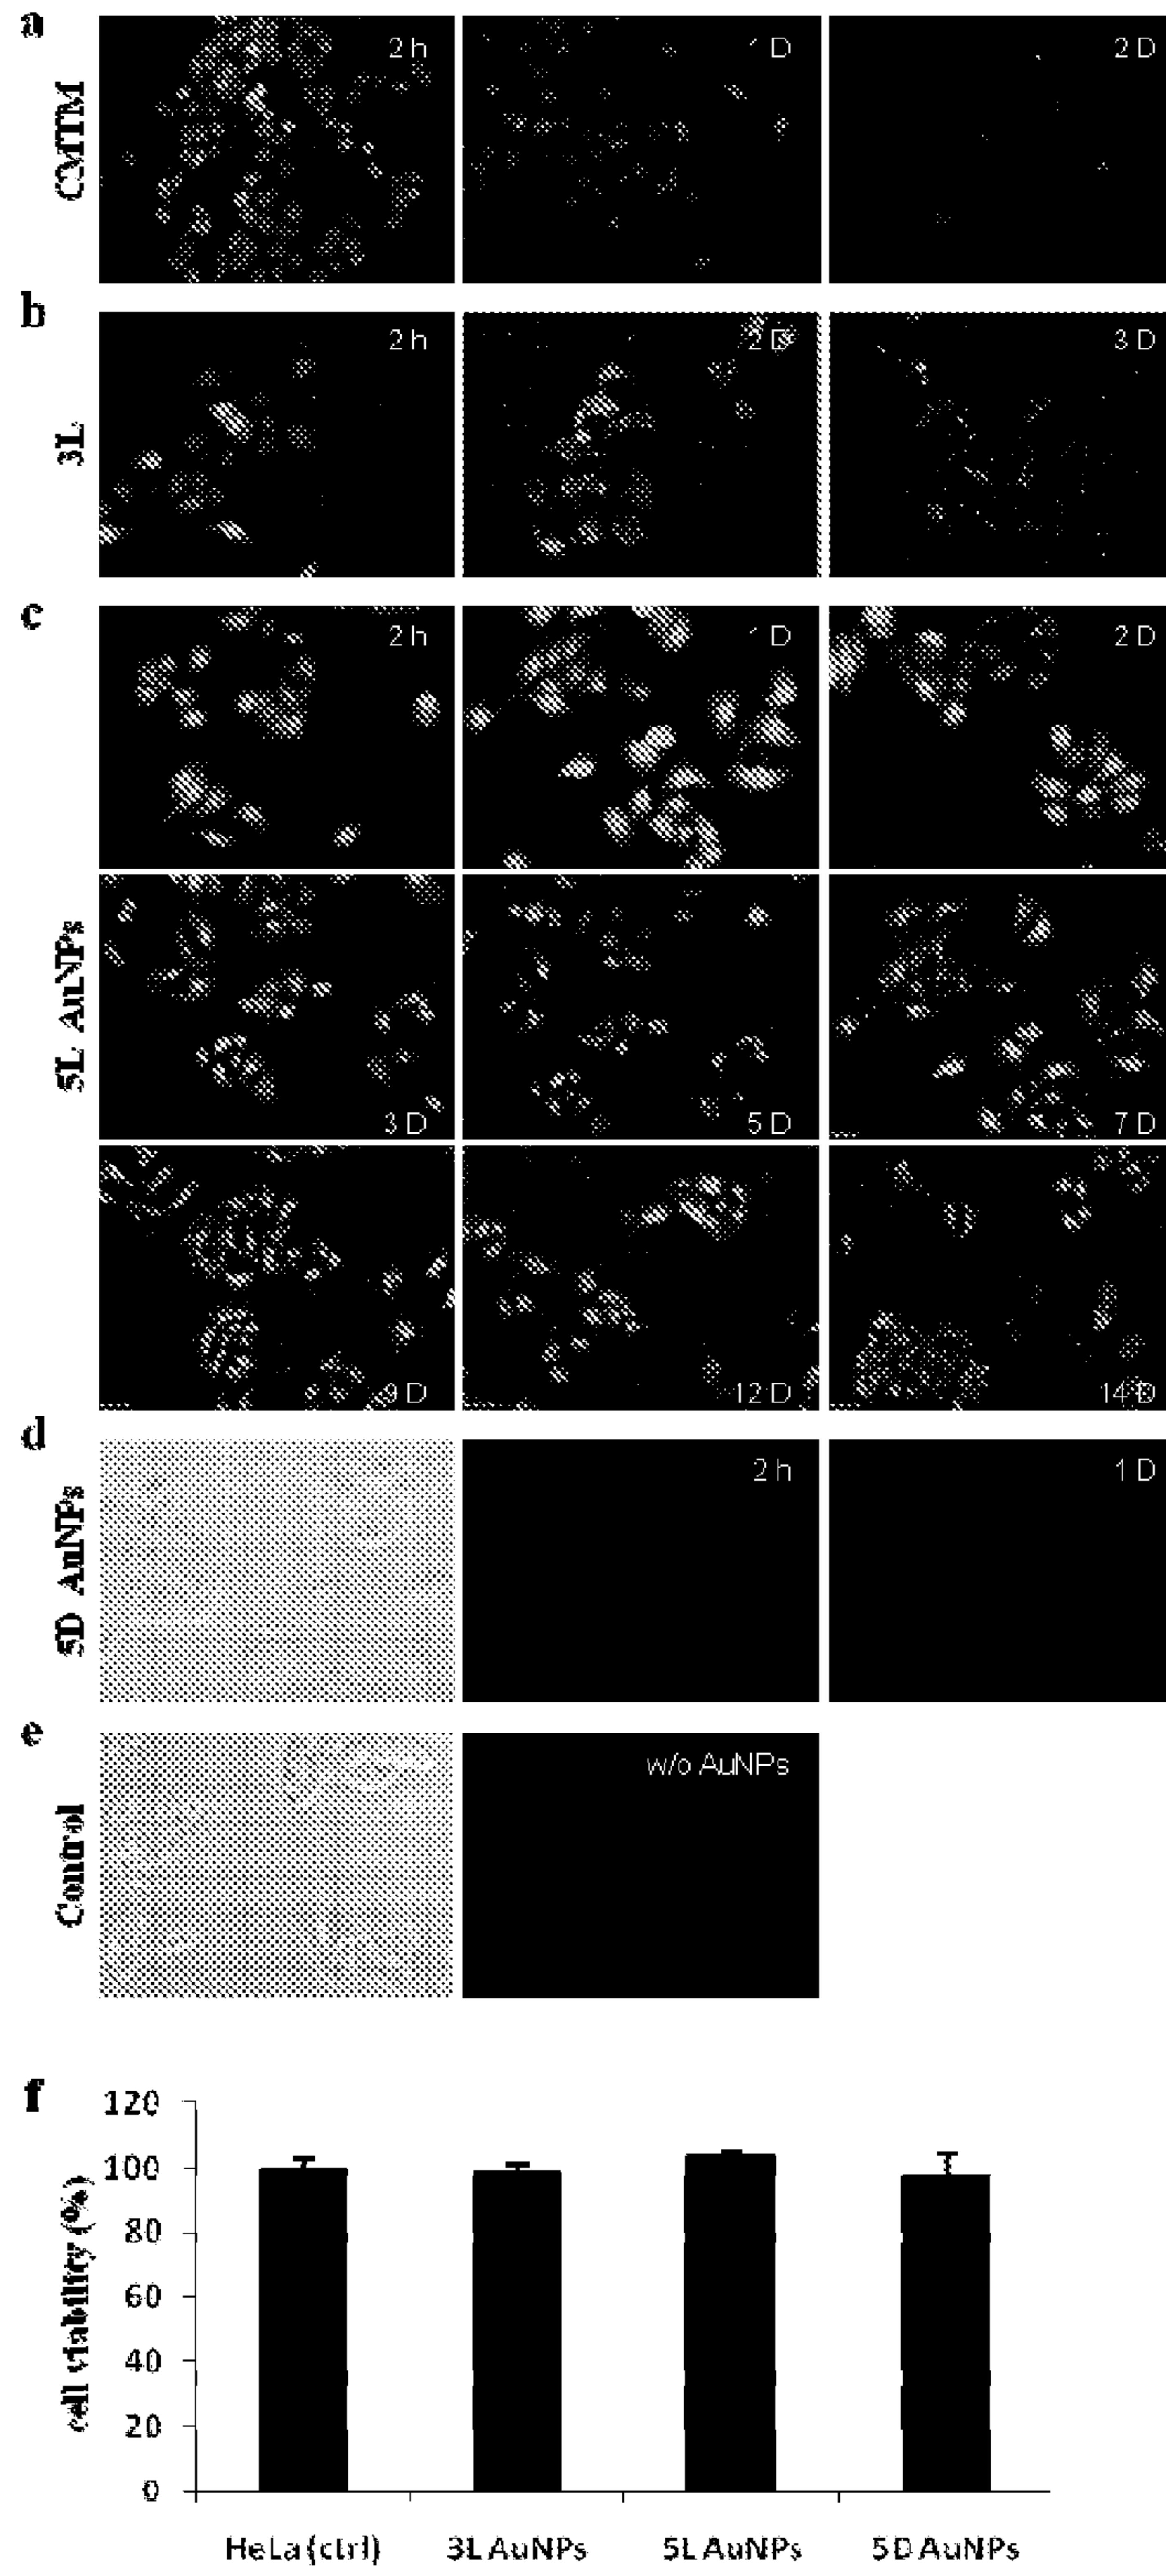 a
CMTM
2 h
1 D
2 D
b
3L
2 h
2 D
3 D
c
5L AuNPs
2 h
1 D
2 D
3 D
5 D
7 D
9 D
12 D
14 D
d
5D AuNPs
2 h
1 D
e
Control
w/o AuNPs
f
cell viability (%)
120
100
80
60
40
20
0
HeLa (ctrl)
3L AuNPs
5L AuNPs
5D AuNPs